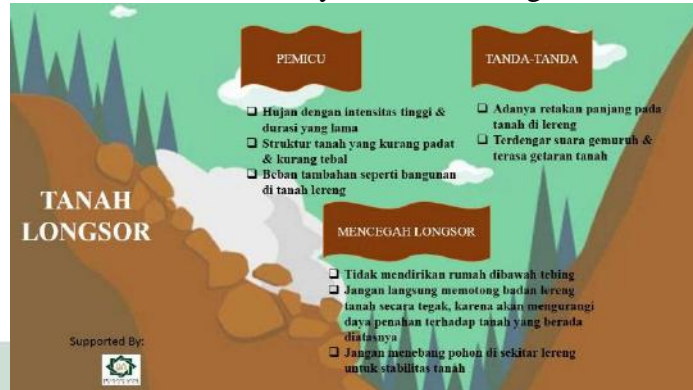 TANAH
LONGSOR
PEMICU
❑ Hujan dengan intensitas tinggi &
durasi yang lama
❑ Struktur tanah yang kurang padat
& kurang tebal
❑ Beban tambahan seperti bangunan
di tanah lereng
TANDA-TANDA
❑ Adanya retakan panjang pada
tanah di lereng
❑ Terdengar suara gemuruh &
terasa getaran tanah
MENCEGAH LONGSOR
❑ Tidak mendirikan rumah dibawah tebing
❑ Jangan langsung memotong badan lereng
tanah secara tegak, karena akan mengurangi
daya penahan terhadap tanah yang berada
diatasnya
❑ Jangan menebang pohon di sekitar lereng
untuk stabilitas tanah
Supported By: